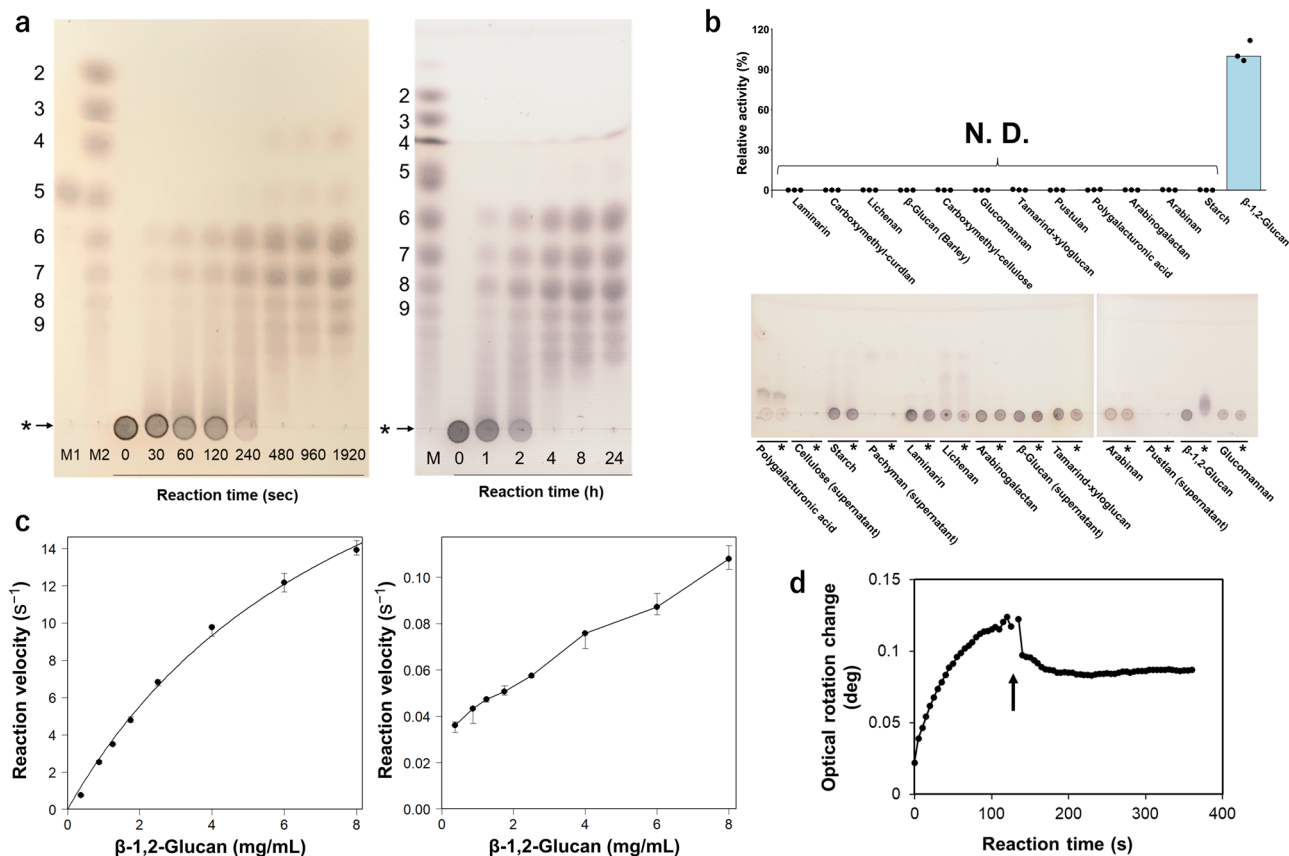 a
2
3
4
5
6
7
8
9
*
M1 M2 0 30 60 120 240 480 960 1920
Reaction time (sec)
2
3
4
5
6
7
8
9
*
M 0 1 2 4 8 24
Reaction time (h)
b
Relative activity (%)
120
90
60
30
0
N. D.
Laminarin
Carboxymethyl-curdlan
Lichenan
β-Glucan (Barley)
Carboxymethyl-cellulose
Glucomannan
Tamarind-xyloglucan
Pustulan
Polygalacturonic acid
Arabinogalactan
Arabinan
Starch
β-1,2-Glucan
* * * * * * * * * * * * *
Polygalacturonic acid
Cellulose (supernatant)
Starch
Pachyman (supernatant)
Laminarin
Lichenan
Arabinogalactan
β-Glucan (supernatant)
Tamarind-xyloglucan
Arabinan
Pustlan (supernatant)
β-1,2-Glucan
Glucomannan
c
Reaction velocity (s⁻¹)
14
12
10
8
6
4
2
0
0 2 4 6 8
β-1,2-Glucan (mg/mL)
Reaction velocity (s⁻¹)
0.10
0.08
0.06
0.04
0.02
0.00
0 2 4 6 8
β-1,2-Glucan (mg/mL)
d
Optical rotation change
(deg)
0.15
0.1
0.05
0
0 100 200 300 400
Reaction time (s)